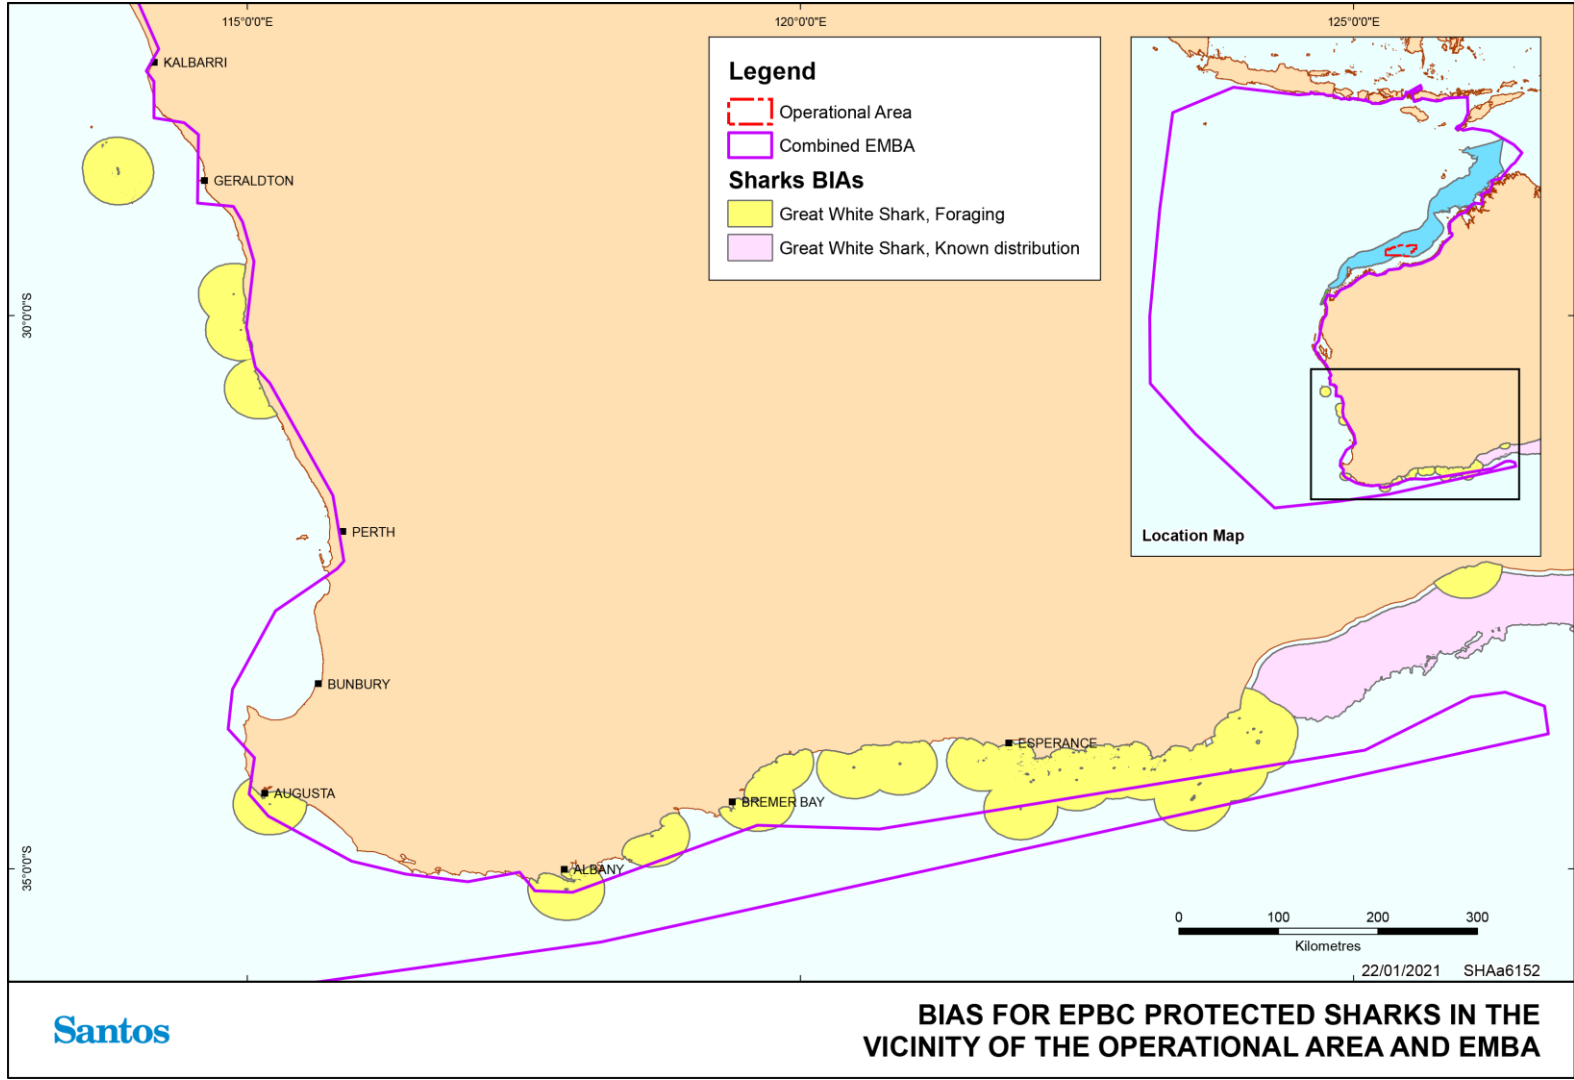 115°0'0"E
120°0'0"E
125°0'0"E
KALBARRI
GERALDTON
30°0'0"S
PERTH
BUNBURY
AUGUSTA
ALBANY
BREMER BAY
ESPERANCE
35°0'0"S
Legend
Operational Area
Combined EMBA
Sharks BIAs
Great White Shark, Foraging
Great White Shark, Known distribution
Location Map
0 100 200 300
Kilometres
22/01/2021 SHAa6152
Santos
BIAS FOR EPBC PROTECTED SHARKS IN THE
VICINITY OF THE OPERATIONAL AREA AND EMBA